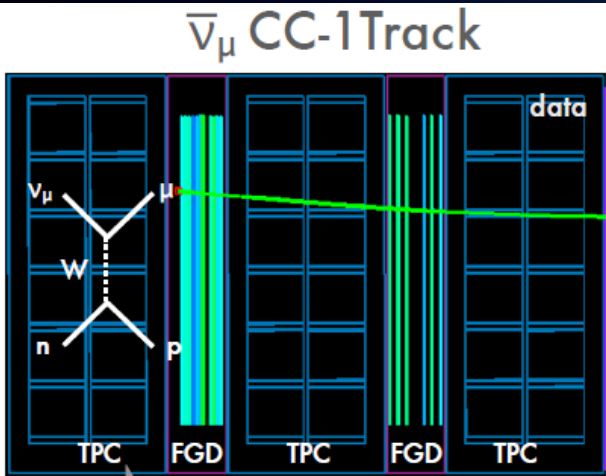 ν̅μ CC-1Track
data
νμ
μ
W
n
p
TPC
FGD
TPC
FGD
TPC